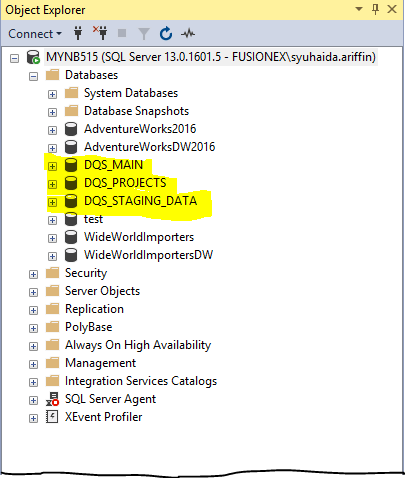 Object Explorer
Connect
MYNB515 (SQL Server 13.0.1601.5 - FUSIONEX\syuhaida.ariffin)
Databases
System Databases
Database Snapshots
AdventureWorks2016
AdventureWorksDW2016
DQS_MAIN
DQS_PROJECTS
DQS_STAGING_DATA
test
WideWorldImporters
WideWorldImportersDW
Security
Server Objects
Replication
PolyBase
Always On High Availability
Management
Integration Services Catalogs
SQL Server Agent
XEvent Profiler